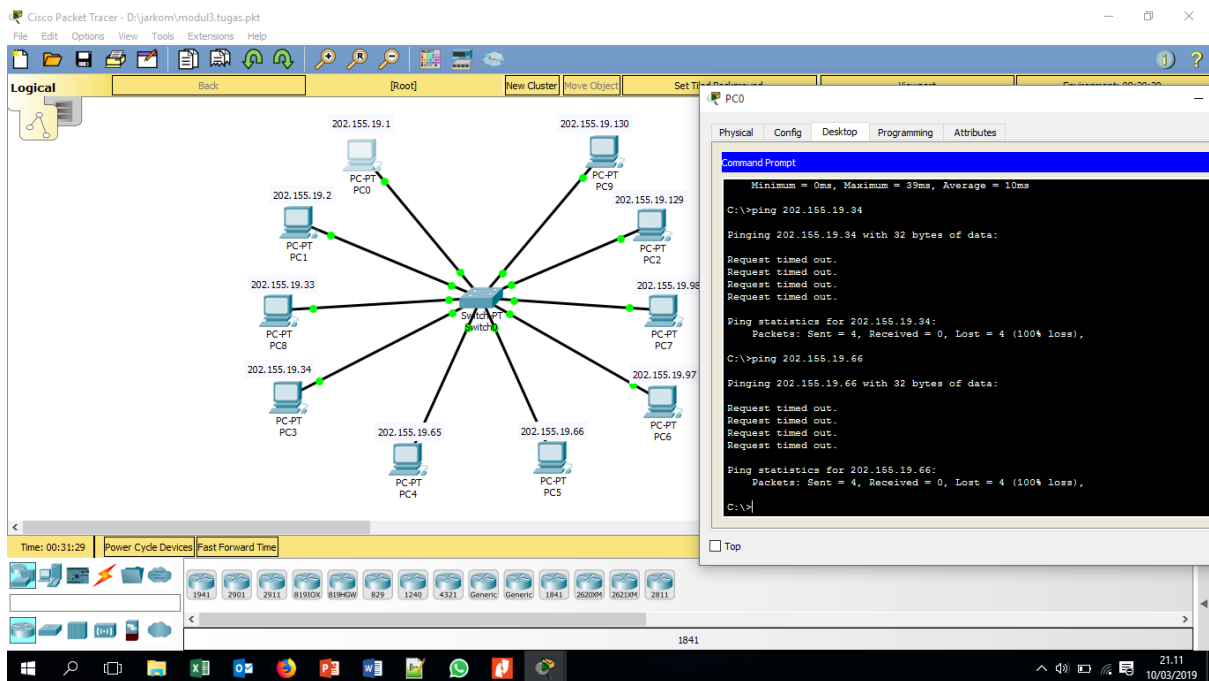 Cisco Packet Tracer - D:\jarkom\modul3.tugas.pkt
File Edit Options View Tools Extensions Help
Logical
Back
[Root]
New Cluster
Move Object
Set Tiled Background
Viewport
202.155.19.1
PC-PT
PC0
202.155.19.130
PC-PT
PC9
202.155.19.2
PC-PT
PC1
202.155.19.129
PC-PT
PC2
202.155.19.33
PC-PT
PC8
202.155.19.98
PC-PT
PC7
Switch-PT
Switch0
202.155.19.34
PC-PT
PC3
202.155.19.97
PC-PT
PC6
202.155.19.65
PC-PT
PC4
202.155.19.66
PC-PT
PC5
PC0
Physical Config Desktop Programming Attributes
Command Prompt
Minimum = 0ms, Maximum = 39ms, Average = 10ms
C:\>ping 202.155.19.34
Pinging 202.155.19.34 with 32 bytes of data:
Request timed out.
Request timed out.
Request timed out.
Request timed out.
Ping statistics for 202.155.19.34:
Packets: Sent = 4, Received = 0, Lost = 4 (100% loss),
C:\>ping 202.155.19.66
Pinging 202.155.19.66 with 32 bytes of data:
Request timed out.
Request timed out.
Request timed out.
Request timed out.
Ping statistics for 202.155.19.66:
Packets: Sent = 4, Received = 0, Lost = 4 (100% loss),
C:\>
Top
Time: 00:31:29
Power Cycle Devices
Fast Forward Time
1941 2901 2911 819IOX 819HGW 829 1240 4321 Generic Generic 1841 2620XM 2621XM 2811
1841
21.11
10/03/2019